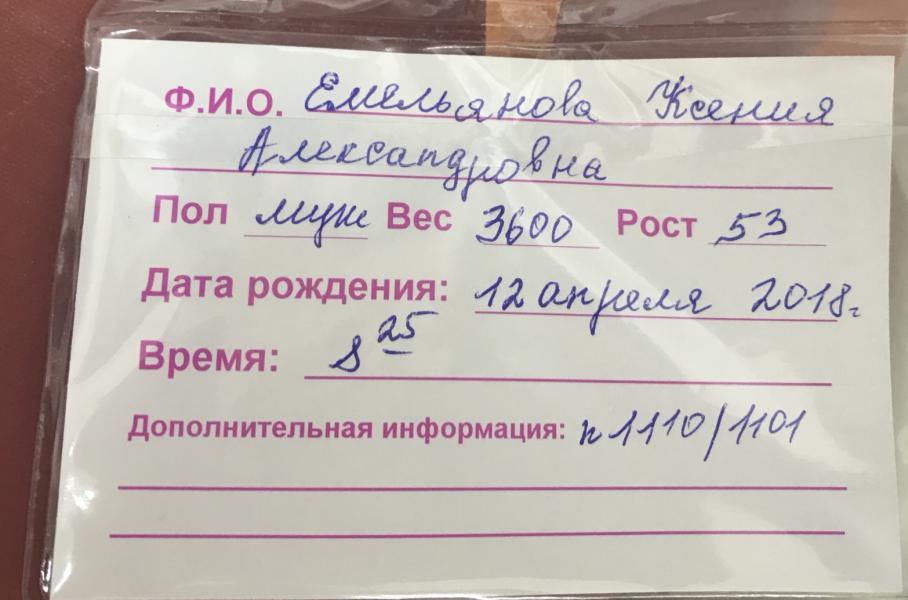 Ф.И.О. Емельянова Ксения
Александровна
Пол муж Вес 3600 Рост 53
Дата рождения: 12 апреля 2018г
Время: 8 25
Дополнительная информация: п 1110/1101